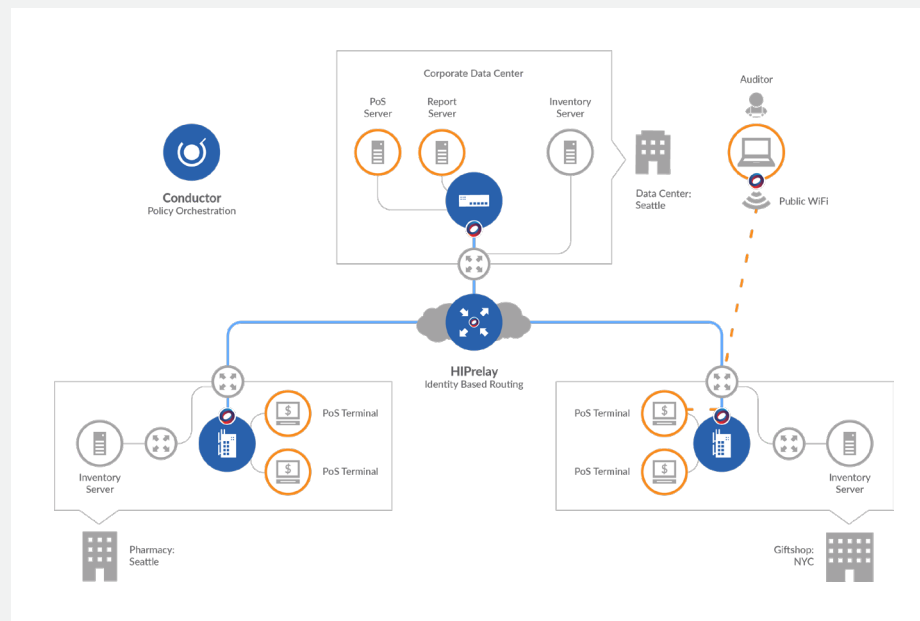 Corporate Data Center
Auditor
PoS
Server
Report
Server
Inventory
Server
Conductor
Policy Orchestration
Data Center:
Seattle
Public WiFi
HIPrelay
Identity Based Routing
PoS Terminal
PoS Terminal
Inventory
Server
Pharmacy:
Seattle
PoS Terminal
PoS Terminal
Inventory
Server
Giftshop:
NYC
$
$
$
$